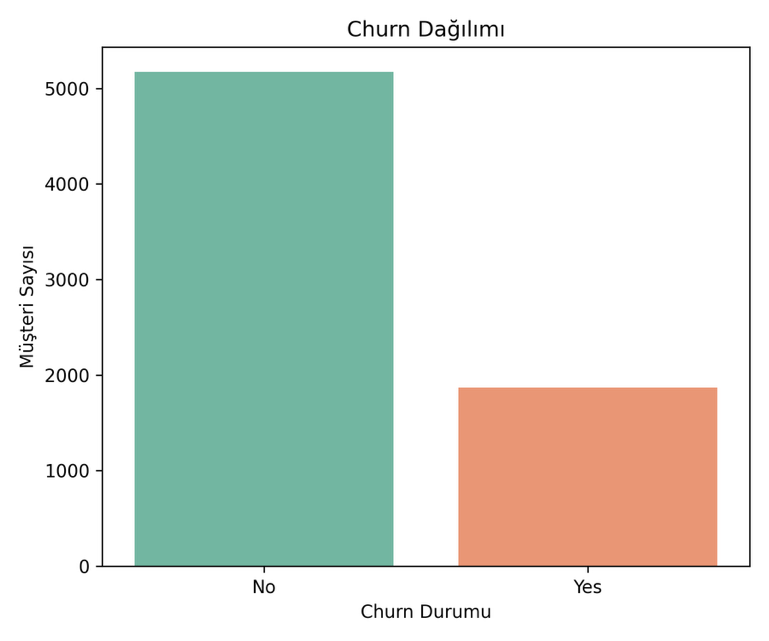 Churn Dağılımı
Müşteri Sayısı
5000
4000
3000
2000
1000
0
No
Yes
Churn Durumu